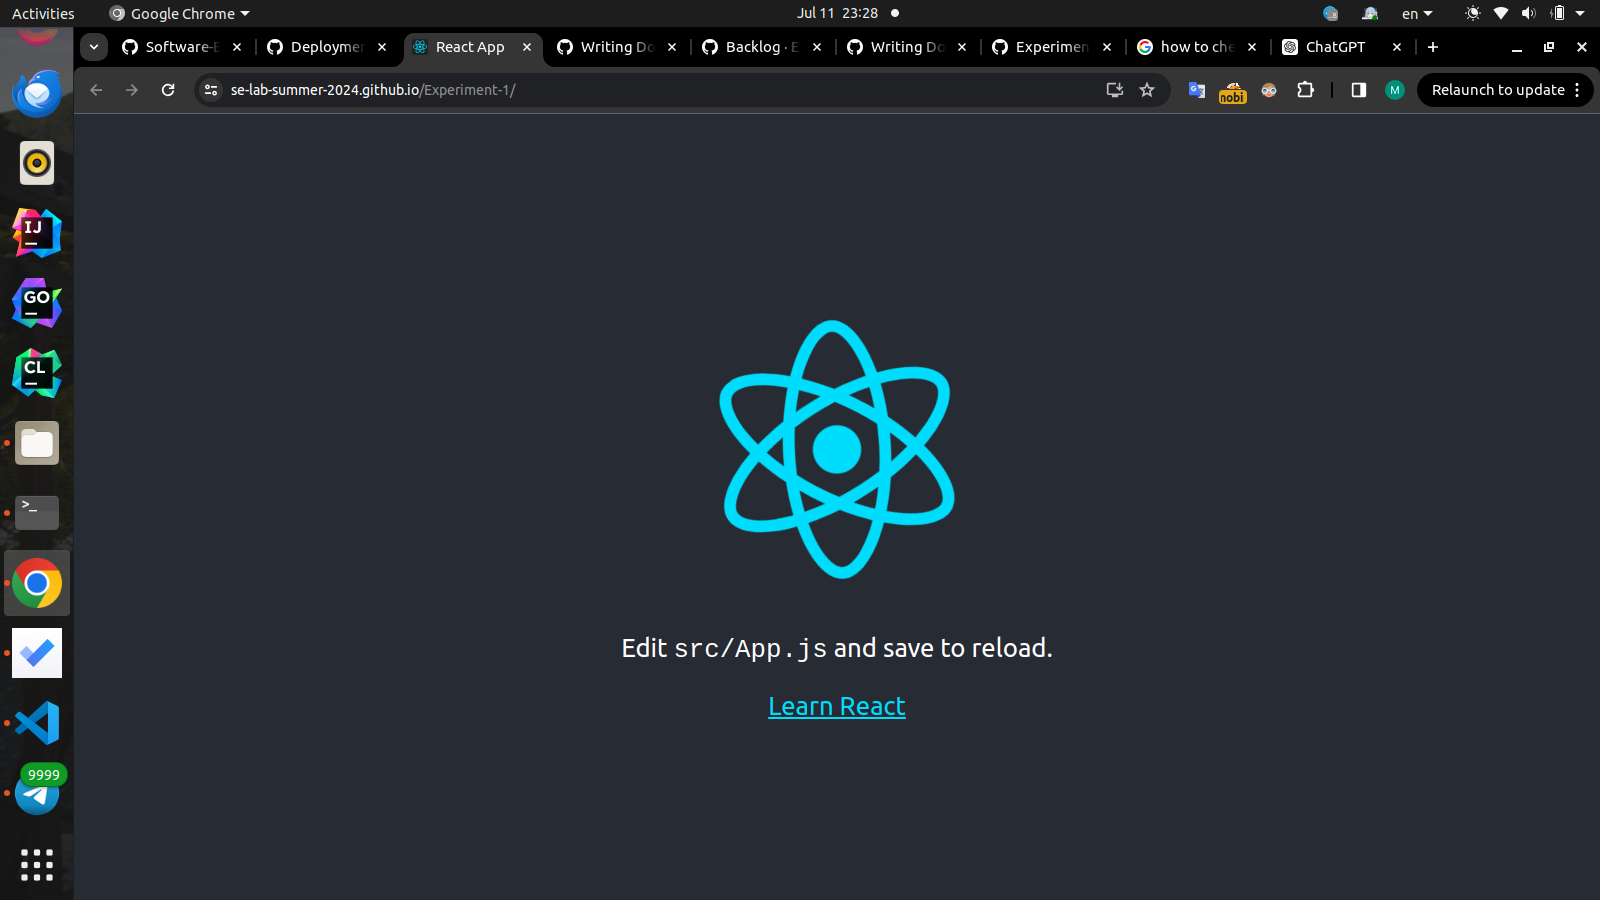 Activities
Google Chrome
Jul 11 23:28
en
Software-E
Deploymen
React App
Writing Do
Backlog · E
Writing Do
Experimen
how to che
ChatGPT
se-lab-summer-2024.github.io/Experiment-1/
nobi
M
Relaunch to update
IJ
GO
CL
>_
9999
Edit src/App.js and save to reload.
Learn React